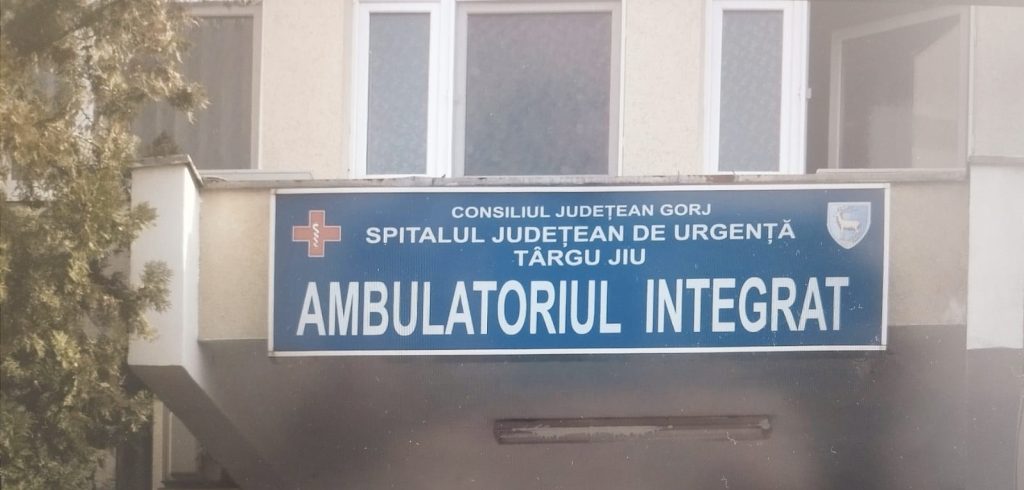 CONSILIUL JUDEȚEAN GORJ
SPITALUL JUDEȚEAN DE URGENȚĂ
TÂRGU JIU
AMBULATORIUL INTEGRAT